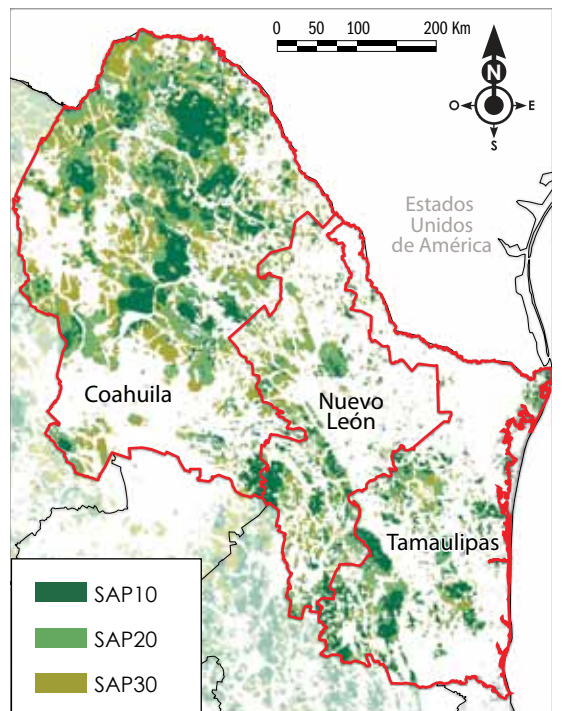 0 50 100 200 Km
N
O E
S
Estados
Unidos
de América
Coahuila
Nuevo
León
Tamaulipas
SAP10
SAP20
SAP30